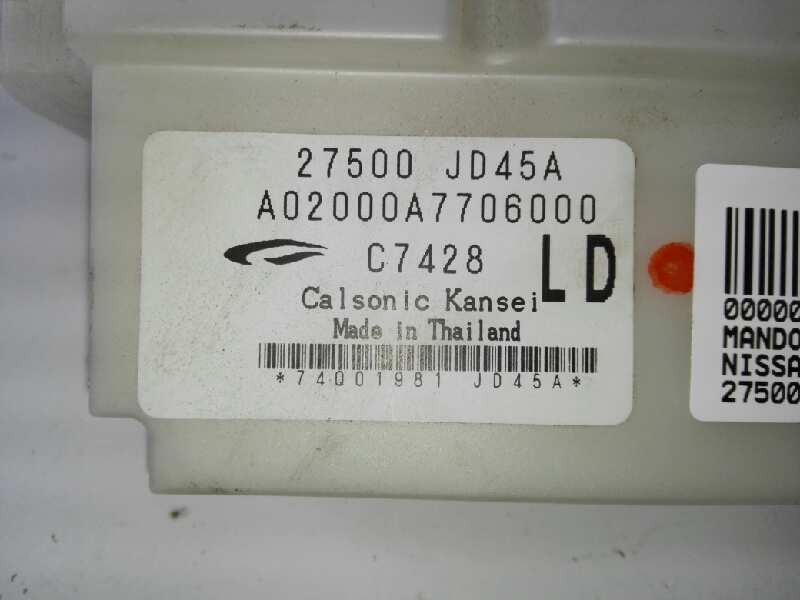 27500 JD45A
A02000A7706000
C7428 LD
Calsonic Kansei
Made in Thailand
*74001981 JD45A*
00000
MANDO
NISSA
27500